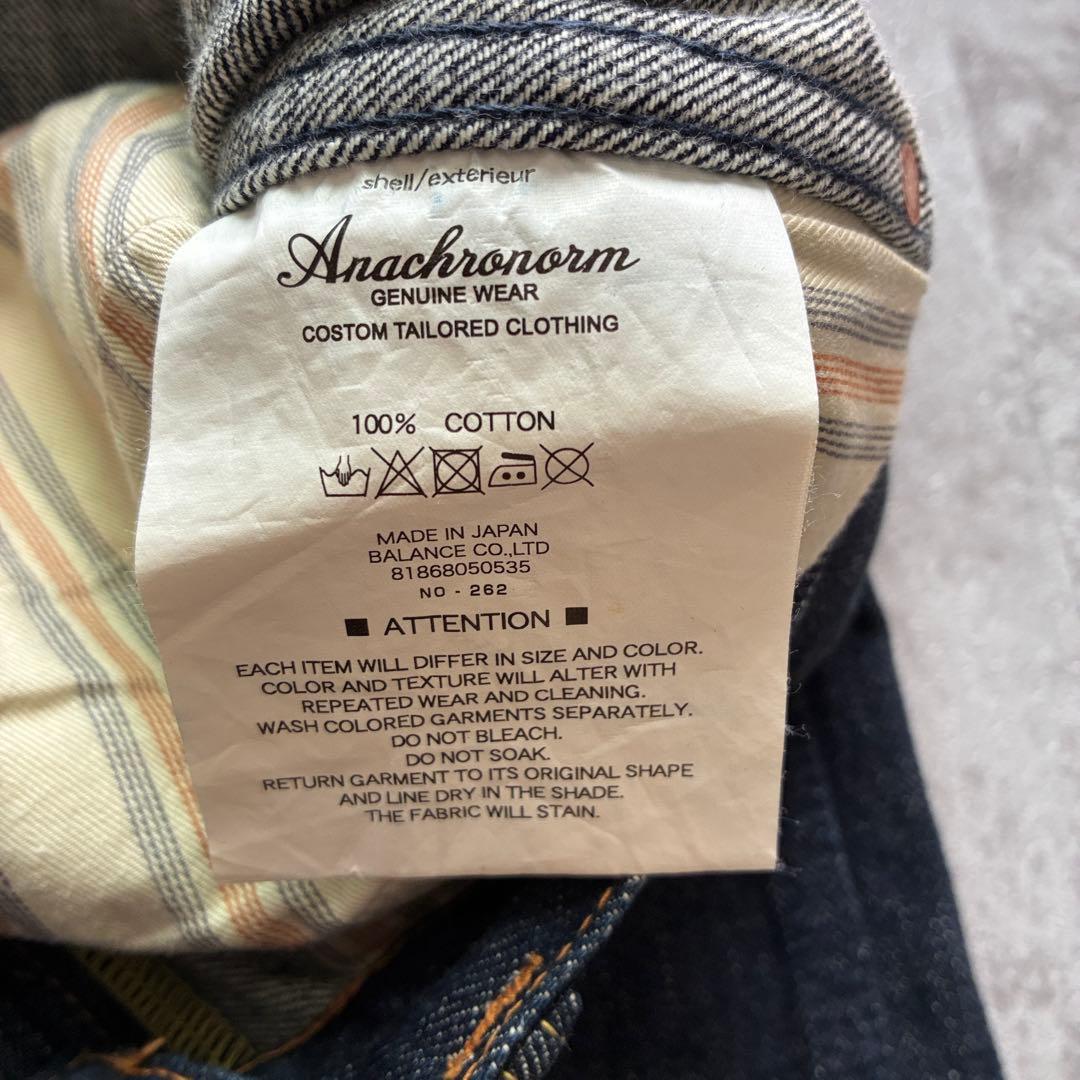 shell/exterieur
Anachronorm
GENUINE WEAR
COSTOM TAILORED CLOTHING
100% COTTON
MADE IN JAPAN
BALANCE CO.,LTD
81868050535
NO - 262
■ ATTENTION ■
EACH ITEM WILL DIFFER IN SIZE AND COLOR.
COLOR AND TEXTURE WILL ALTER WITH
REPEATED WEAR AND CLEANING.
WASH COLORED GARMENTS SEPARATELY.
DO NOT BLEACH.
DO NOT SOAK.
RETURN GARMENT TO ITS ORIGINAL SHAPE
AND LINE DRY IN THE SHADE.
THE FABRIC WILL STAIN.